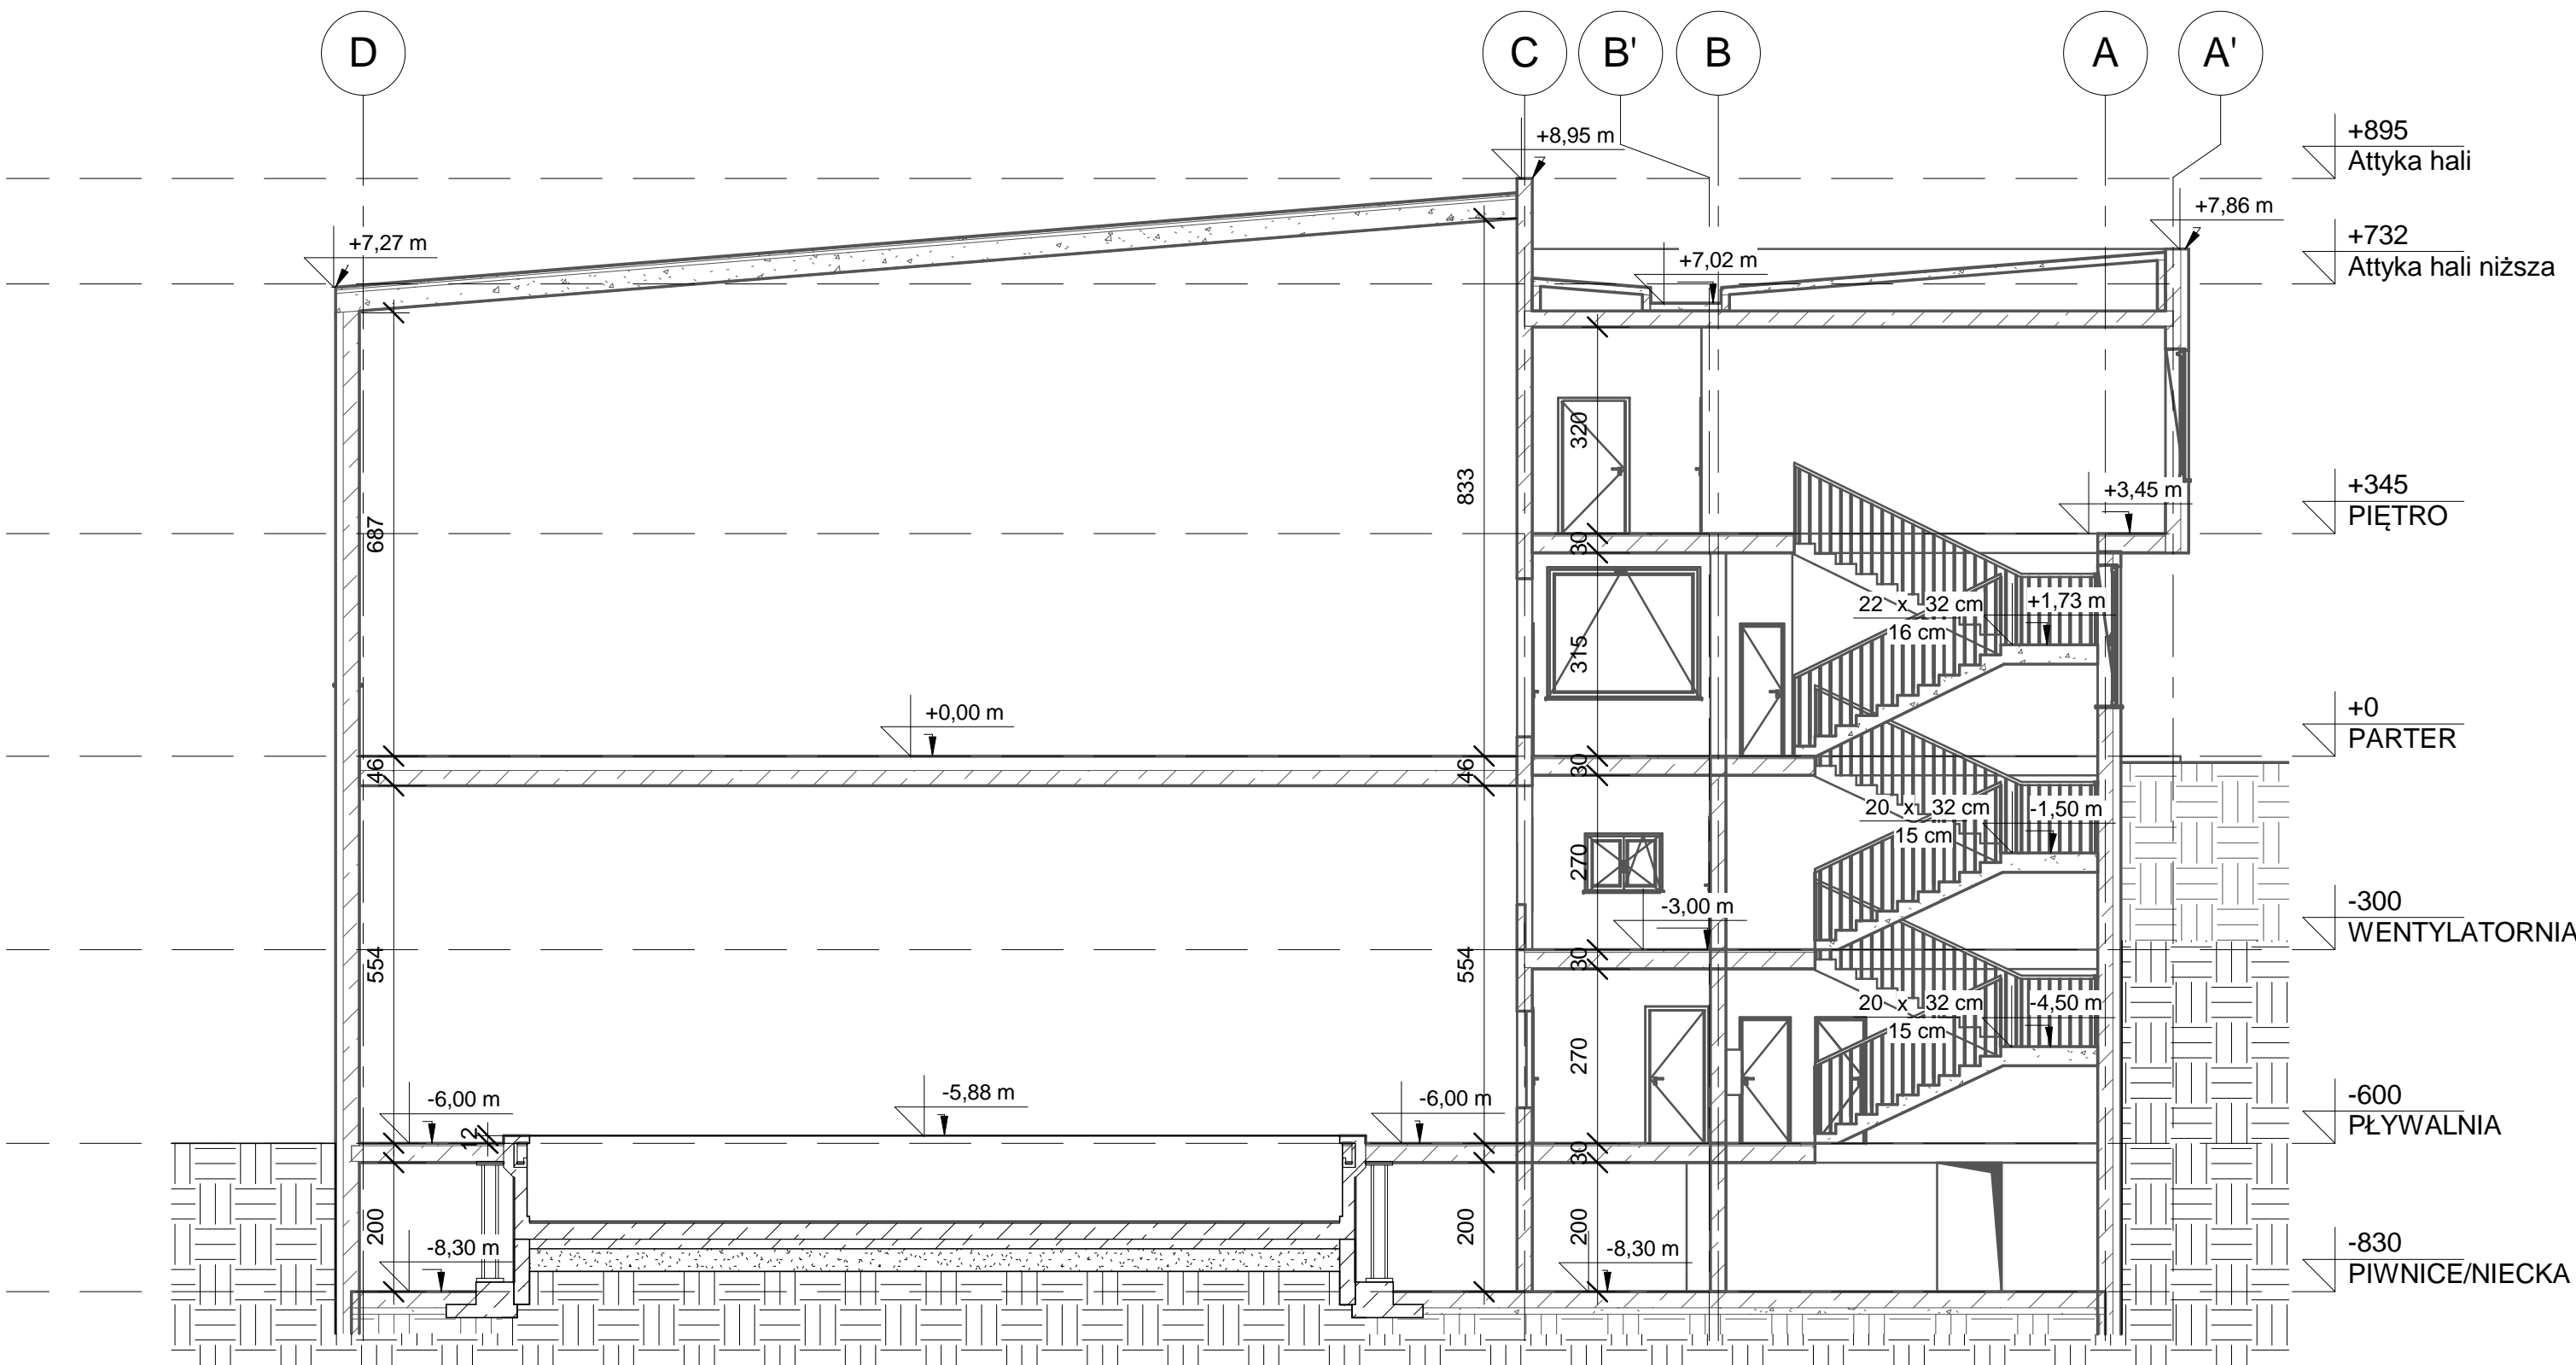 D
C
B'
B
A
A'
+8,95 m
+895
Attyka hali
+7,27 m
+7,02 m
+7,86 m
+732
Attyka hali niższa
320
833
687
+3,45 m
+345
PIĘTRO
30
315
22 x 32 cm
16 cm
+1,73 m
+0,00 m
+0
PARTER
46
46
30
20 x 32 cm
15 cm
-1,50 m
270
-3,00 m
-300
WENTYLATORNIA
554
554
30
20 x 32 cm
15 cm
-4,50 m
270
-6,00 m
12
-5,88 m
-6,00 m
-600
PŁYWALNIA
30
200
200
200
-8,30 m
-8,30 m
-830
PIWNICE/NIECKA